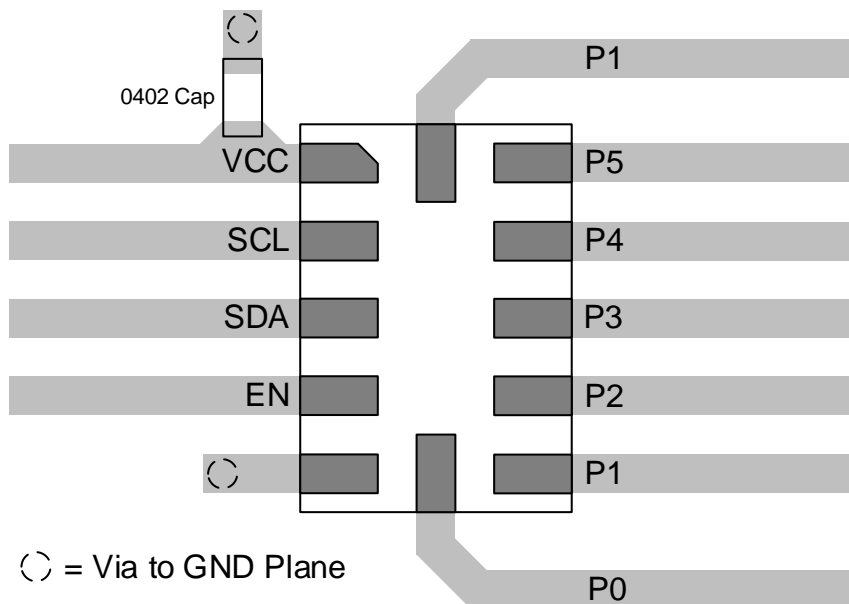 P1
0402 Cap
VCC
P5
SCL
P4
SDA
P3
EN
P2
P1
= Via to GND Plane
P0